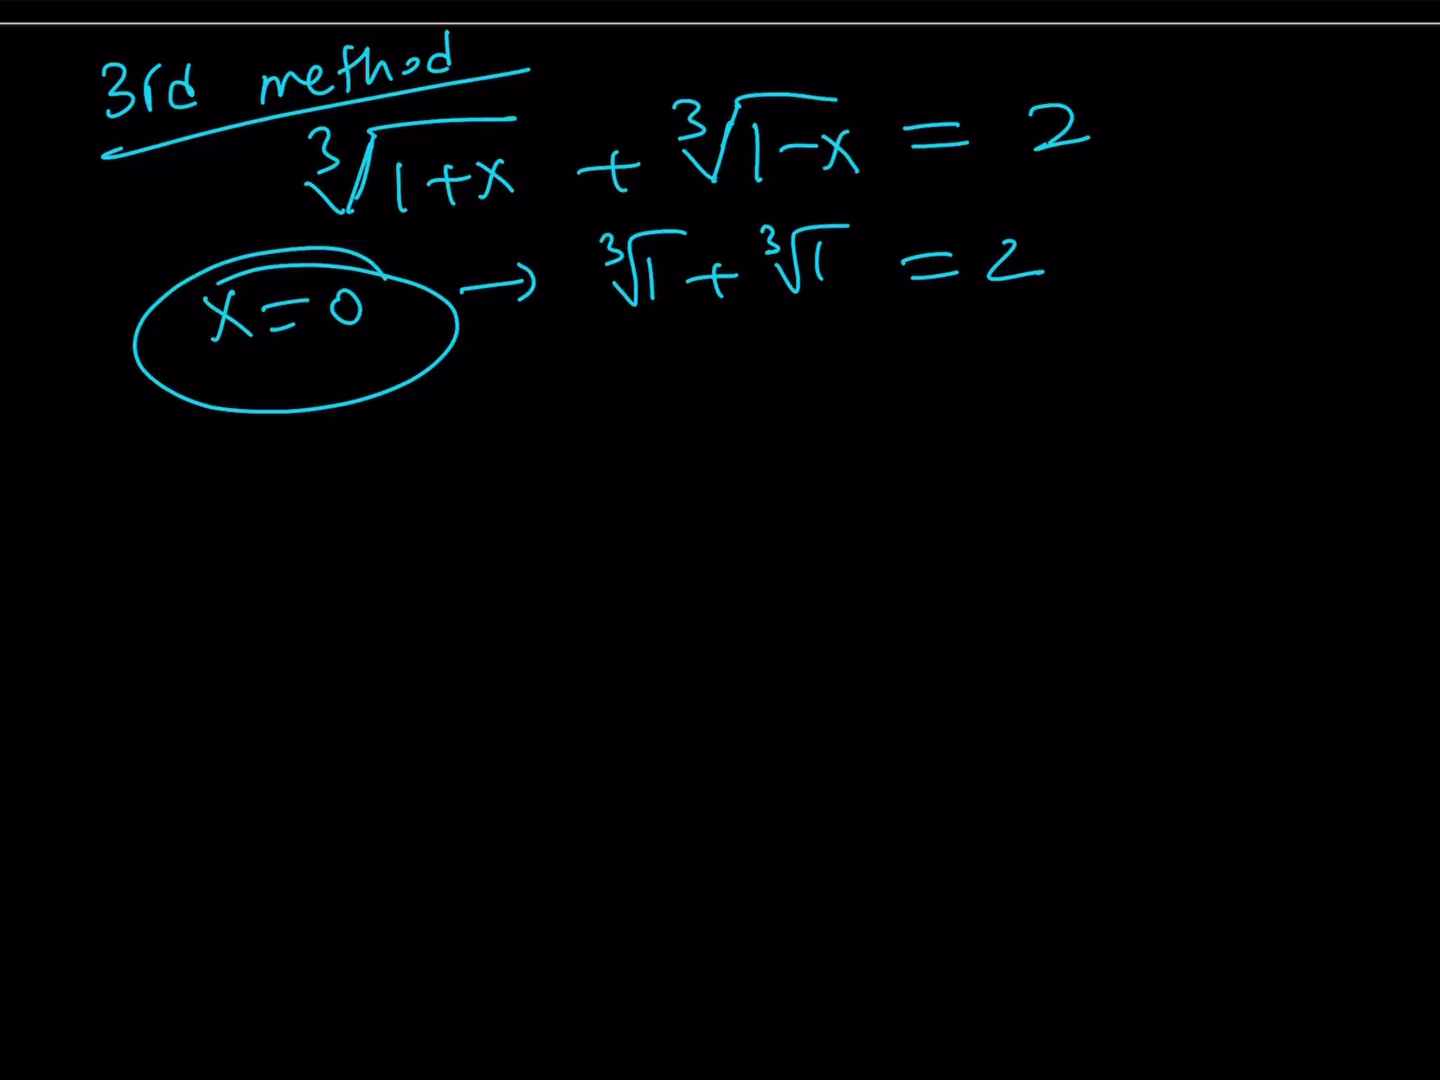 3rd method
∛(1+x) + ∛(1-x) = 2
x=0 → ∛1 + ∛1 = 2